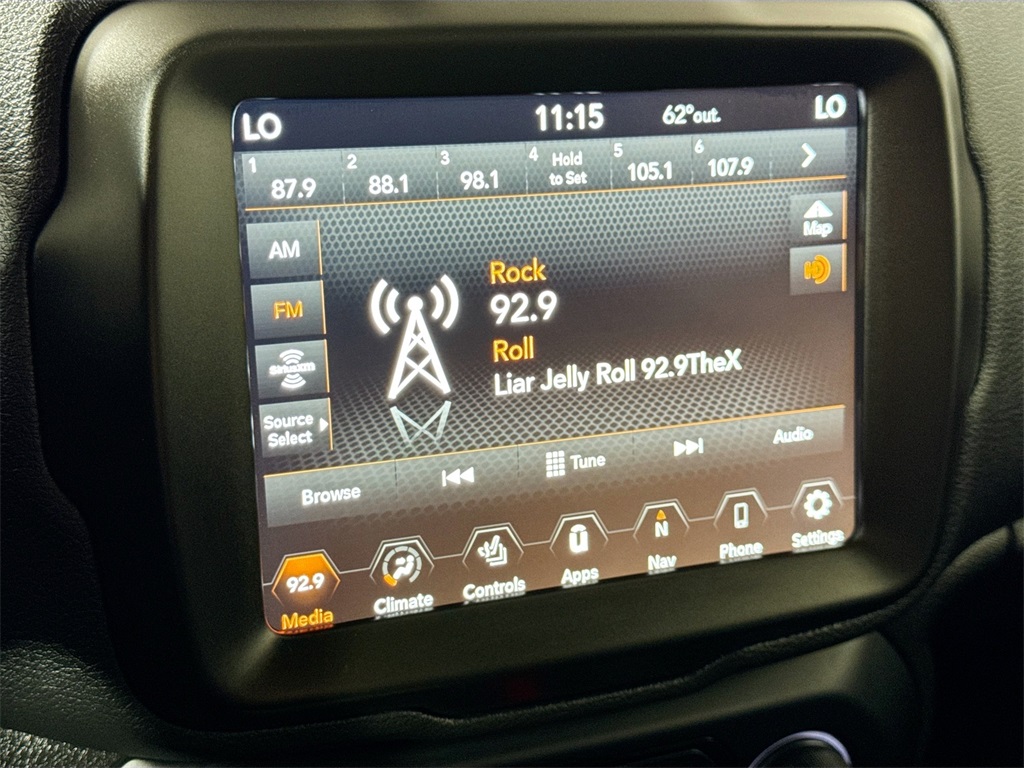 LO 11:15 62°out. LO
1 87.9 2 88.1 3 98.1 4 Hold to Set 5 105.1 6 107.9
Map
AM
FM
SiriusXM
Source
Select
Rock
92.9
Roll
Liar Jelly Roll 92.9TheX
Browse Tune Audio
92.9 u N
Media Climate Controls Apps Nav Phone Settings